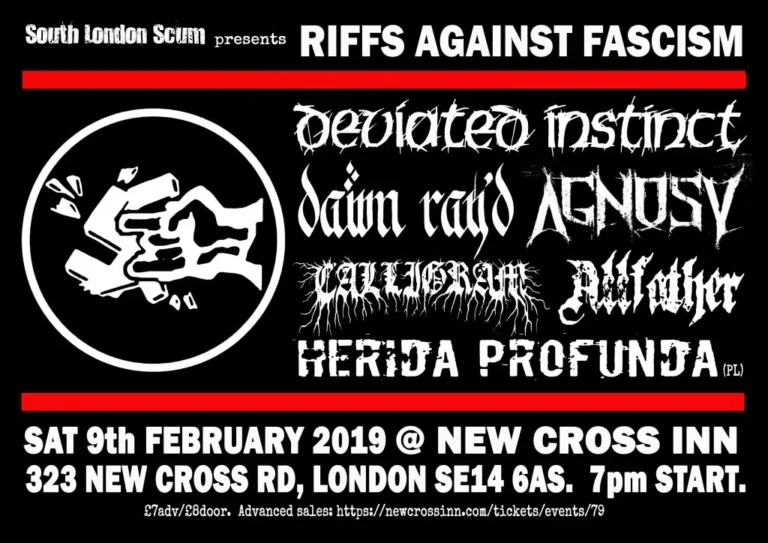 South London Scum presents RIFFS AGAINST FASCISM
deviated instinct
dawn ray'd AGNOSY
CALLIGRAM Allfather
HERIDA PROFUNDA (PL)
SAT 9th FEBRUARY 2019 @ NEW CROSS INN
323 NEW CROSS RD, LONDON SE14 6AS. 7pm START.
£7adv/£8door. Advanced sales: https://newcrossinn.com/tickets/events/79